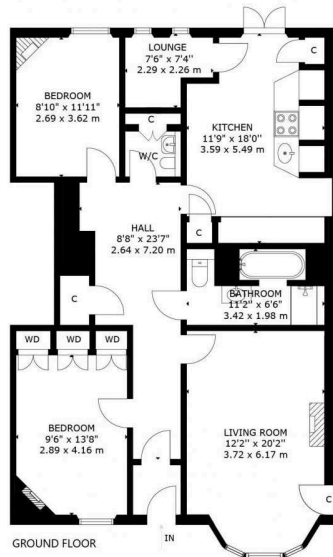 LOUNGE
7'6" x 7'4"
2.29 x 2.26 m
C
BEDROOM
8'10" x 11'11"
2.69 x 3.62 m
C
W/C
KITCHEN
11'9" x 18'0"
3.59 x 5.49 m
HALL
8'8" x 23'7"
2.64 x 7.20 m
C
C
BATHROOM
11'2" x 6'6"
3.42 x 1.98 m
WD
WD
WD
BEDROOM
9'6" x 13'8"
2.89 x 4.16 m
LIVING ROOM
12'2" x 20'2"
3.72 x 6.17 m
C
IN
GROUND FLOOR